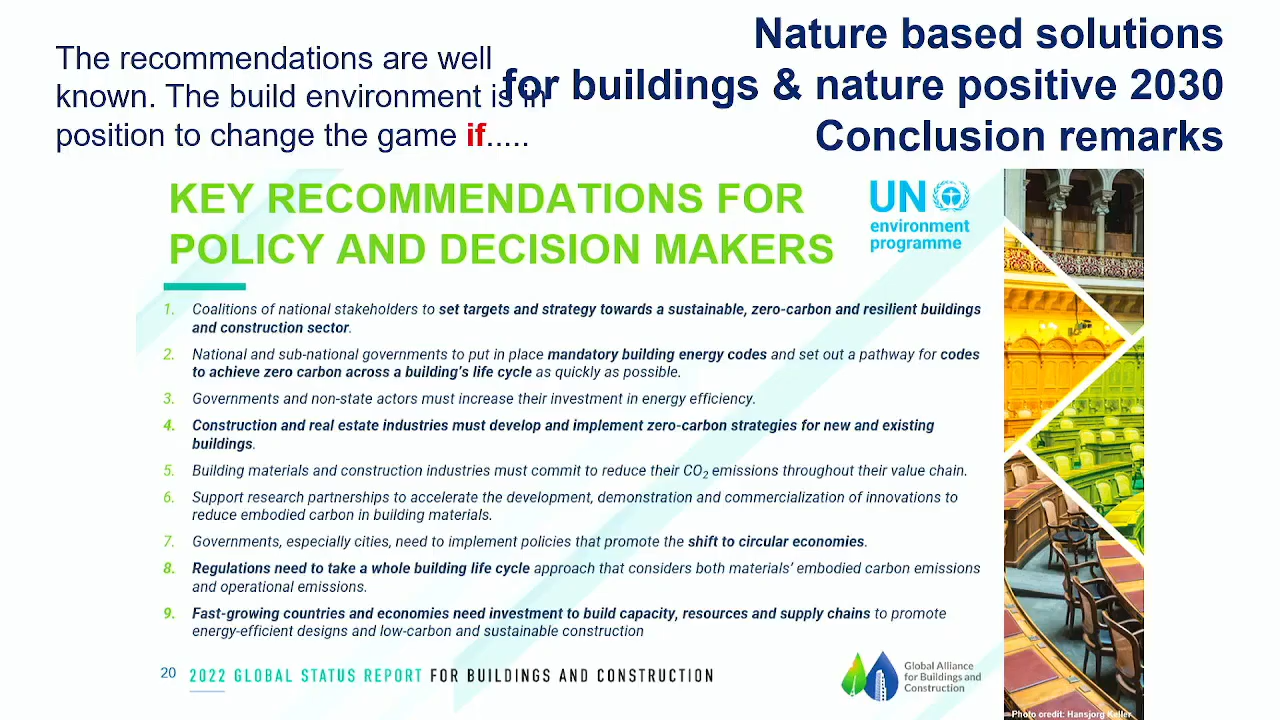 The recommendations are well
known. The build environment is in
position to change the game if.....
Nature based solutions
for buildings & nature positive 2030
Conclusion remarks
KEY RECOMMENDATIONS FOR
POLICY AND DECISION MAKERS
UN
environment
programme
1. Coalitions of national stakeholders to set targets and strategy towards a sustainable, zero-carbon and resilient buildings
and construction sector.
2. National and sub-national governments to put in place mandatory building energy codes and set out a pathway for codes
to achieve zero carbon across a building's life cycle as quickly as possible.
3. Governments and non-state actors must increase their investment in energy efficiency.
4. Construction and real estate industries must develop and implement zero-carbon strategies for new and existing
buildings.
5. Building materials and construction industries must commit to reduce their CO2 emissions throughout their value chain.
6. Support research partnerships to accelerate the development, demonstration and commercialization of innovations to
reduce embodied carbon in building materials.
7. Governments, especially cities, need to implement policies that promote the shift to circular economies.
8. Regulations need to take a whole building life cycle approach that considers both materials' embodied carbon emissions
and operational emissions.
9. Fast-growing countries and economies need investment to build capacity, resources and supply chains to promote
energy-efficient designs and low-carbon and sustainable construction
20 2022 GLOBAL STATUS REPORT FOR BUILDINGS AND CONSTRUCTION
Global Alliance
for Buildings and
Construction
Photo credit: Hansjorg Keller